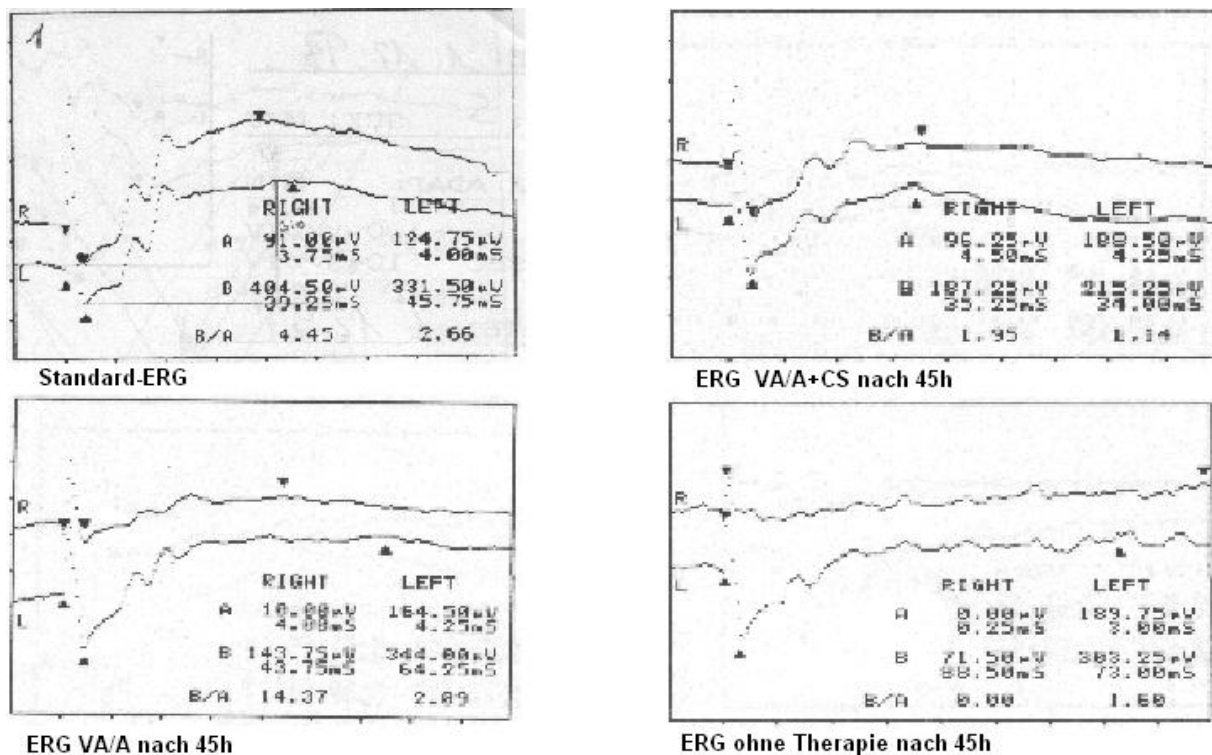 R
L
RIGHT LEFT
A 91.00µV 124.75µV
3.75mS 4.00mS
B 404.50µV 331.50µV
39.25mS 45.75mS
B/A 4.45 2.66
Standard-ERG
R
L
RIGHT LEFT
A 96.25µV 188.50µV
4.50mS 4.25mS
B 187.25µV 215.25µV
35.25mS 34.00mS
B/A 1.95 1.14
ERG VA/A+CS nach 45h
R
L
RIGHT LEFT
A 10.00µV 164.50µV
4.00mS 4.25mS
B 143.75µV 344.00µV
43.75mS 64.25mS
B/A 14.37 2.09
ERG VA/A nach 45h
R
L
RIGHT LEFT
A 0.00µV 189.75µV
0.25mS 3.00mS
B 71.50µV 303.25µV
88.50mS 73.00mS
B/A 0.00 1.60
ERG ohne Therapie nach 45h